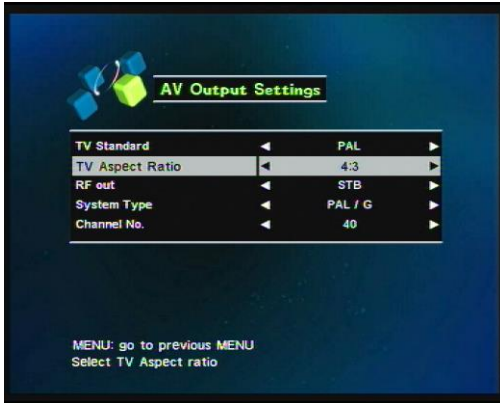 AV Output Settings
TV Standard ◀ PAL ▶
TV Aspect Ratio ◀ 4:3 ▶
RF out ◀ STB ▶
System Type ◀ PAL / G ▶
Channel No. ◀ 40 ▶
MENU: go to previous MENU
Select TV Aspect ratio